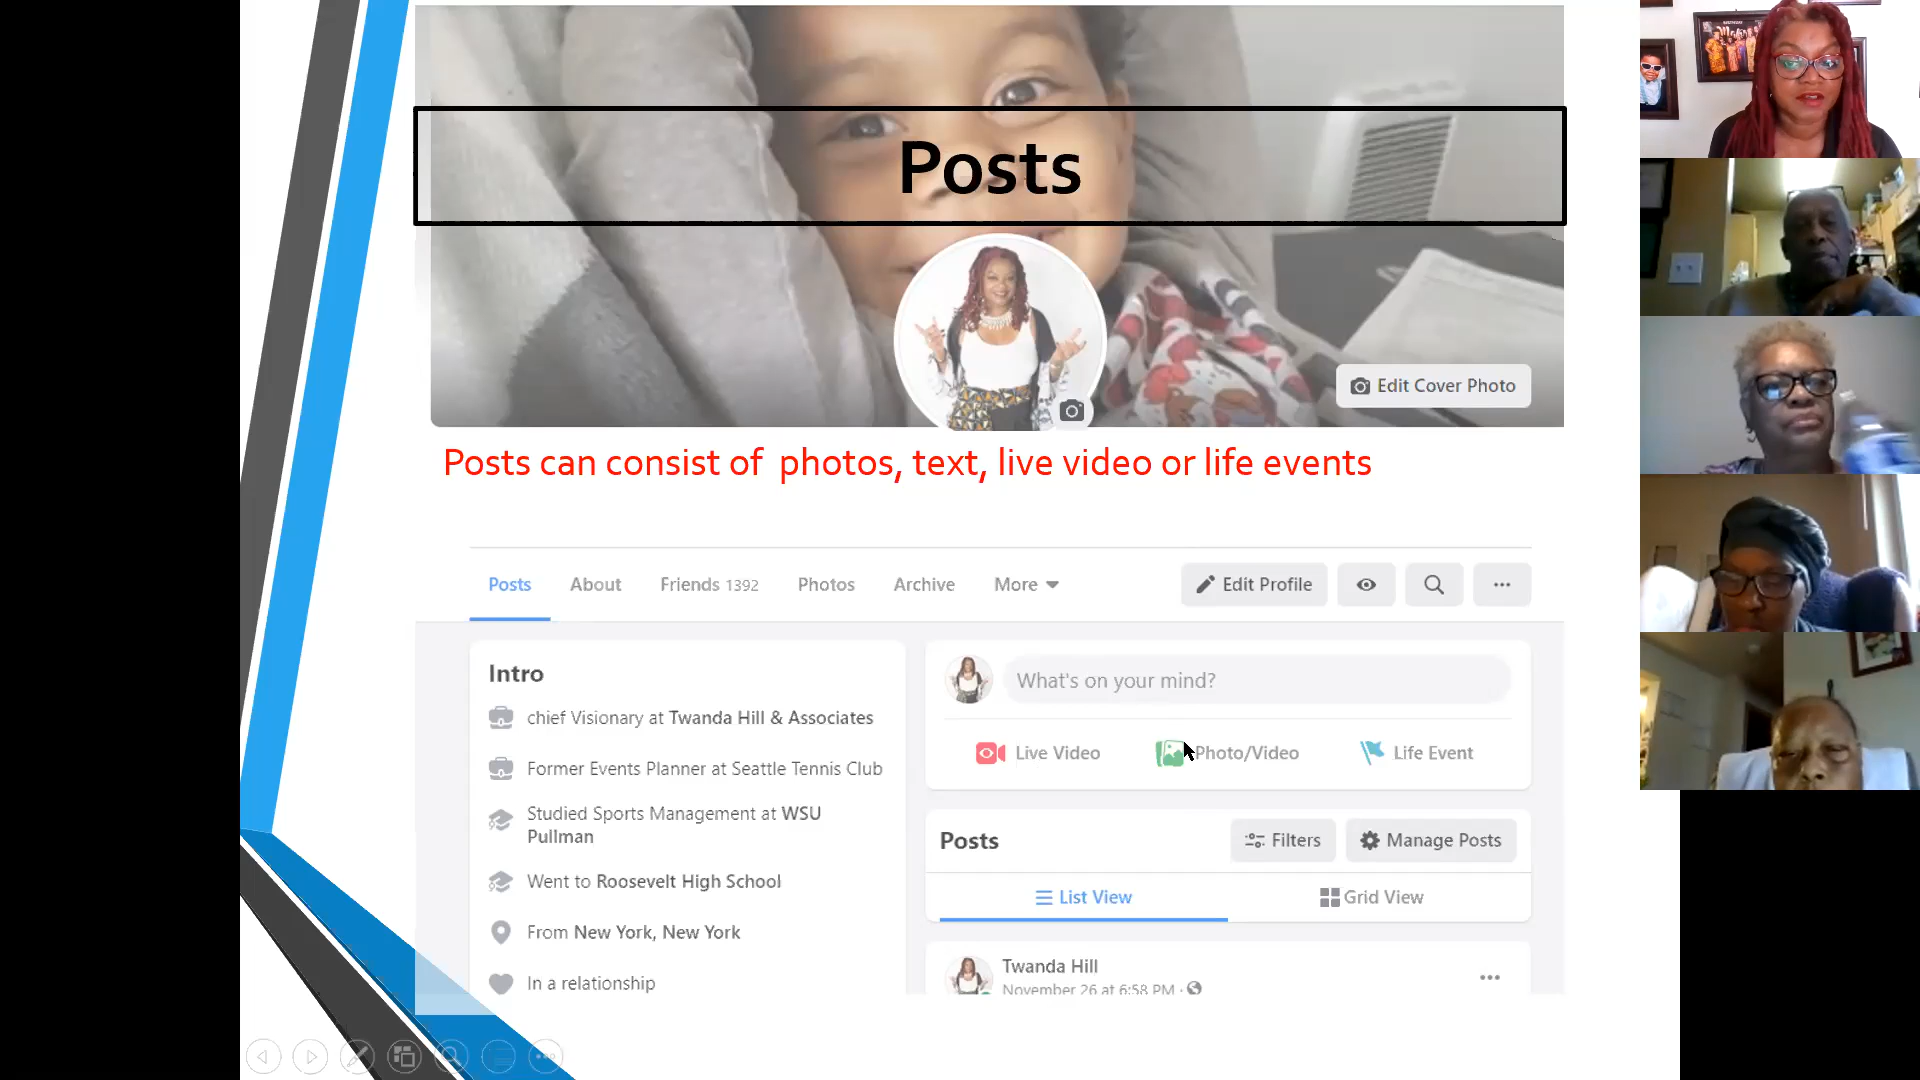 Posts
Edit Cover Photo
Posts can consist of photos, text, live video or life events
Posts About Friends 1392 Photos Archive More Edit Profile
Intro
chief Visionary at Twanda Hill & Associates
Former Events Planner at Seattle Tennis Club
Studied Sports Management at WSU
Pullman
Went to Roosevelt High School
From New York, New York
In a relationship
What's on your mind?
Live Video Photo/Video Life Event
Posts Filters Manage Posts
List View Grid View
Twanda Hill
November 26 at 6:58 PM ·